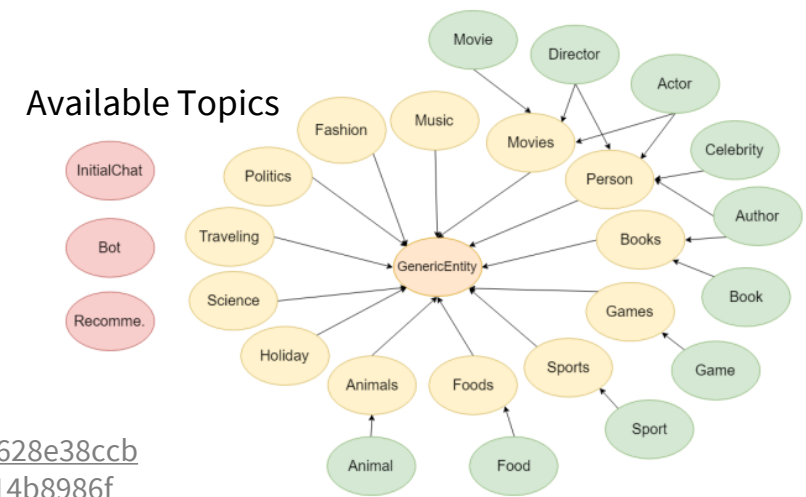 Available Topics
InitialChat
Bot
Recomme.
Movie
Director
Actor
Music
Fashion
Movies
Celebrity
Politics
Person
Author
Traveling
Books
GenericEntity
Book
Science
Games
Holiday
Sports
Game
Animals
Foods
Sport
Animal
Food
628e38ccb
14b8986f